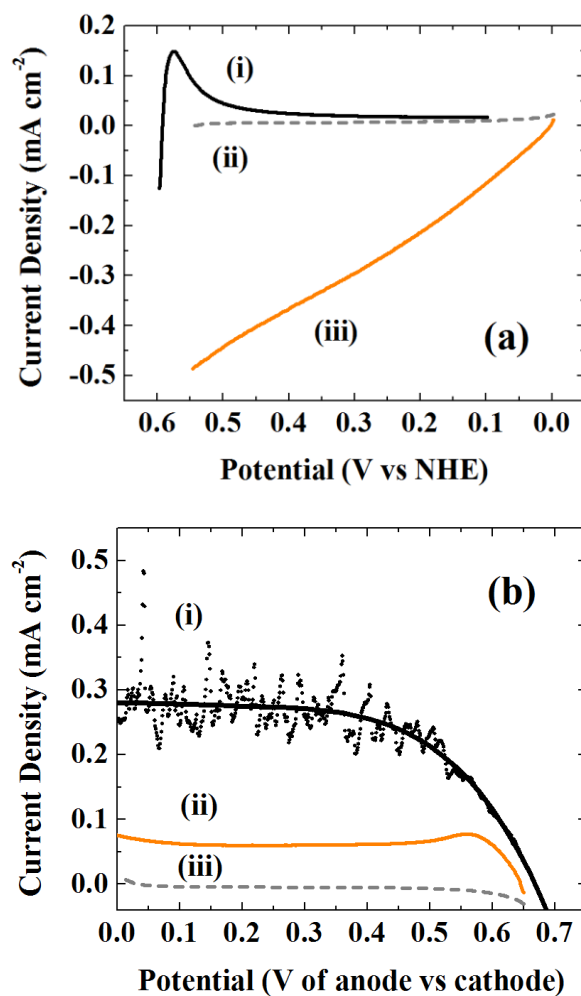 0.2
0.1
0.0
-0.1
-0.2
-0.3
-0.4
-0.5
Current Density (mA cm⁻²)
(i)
(ii)
(iii)
(a)
0.6 0.5 0.4 0.3 0.2 0.1 0.0
Potential (V vs NHE)
0.5
0.4
0.3
0.2
0.1
0.0
Current Density (mA cm⁻²)
(b)
(i)
(ii)
(iii)
0.0 0.1 0.2 0.3 0.4 0.5 0.6 0.7
Potential (V of anode vs cathode)